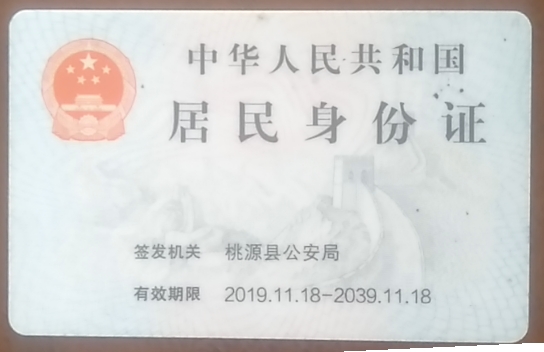 中华人民共和国
居民身份证
签发机关 桃源县公安局
有效期限 2019.11.18-2039.11.18